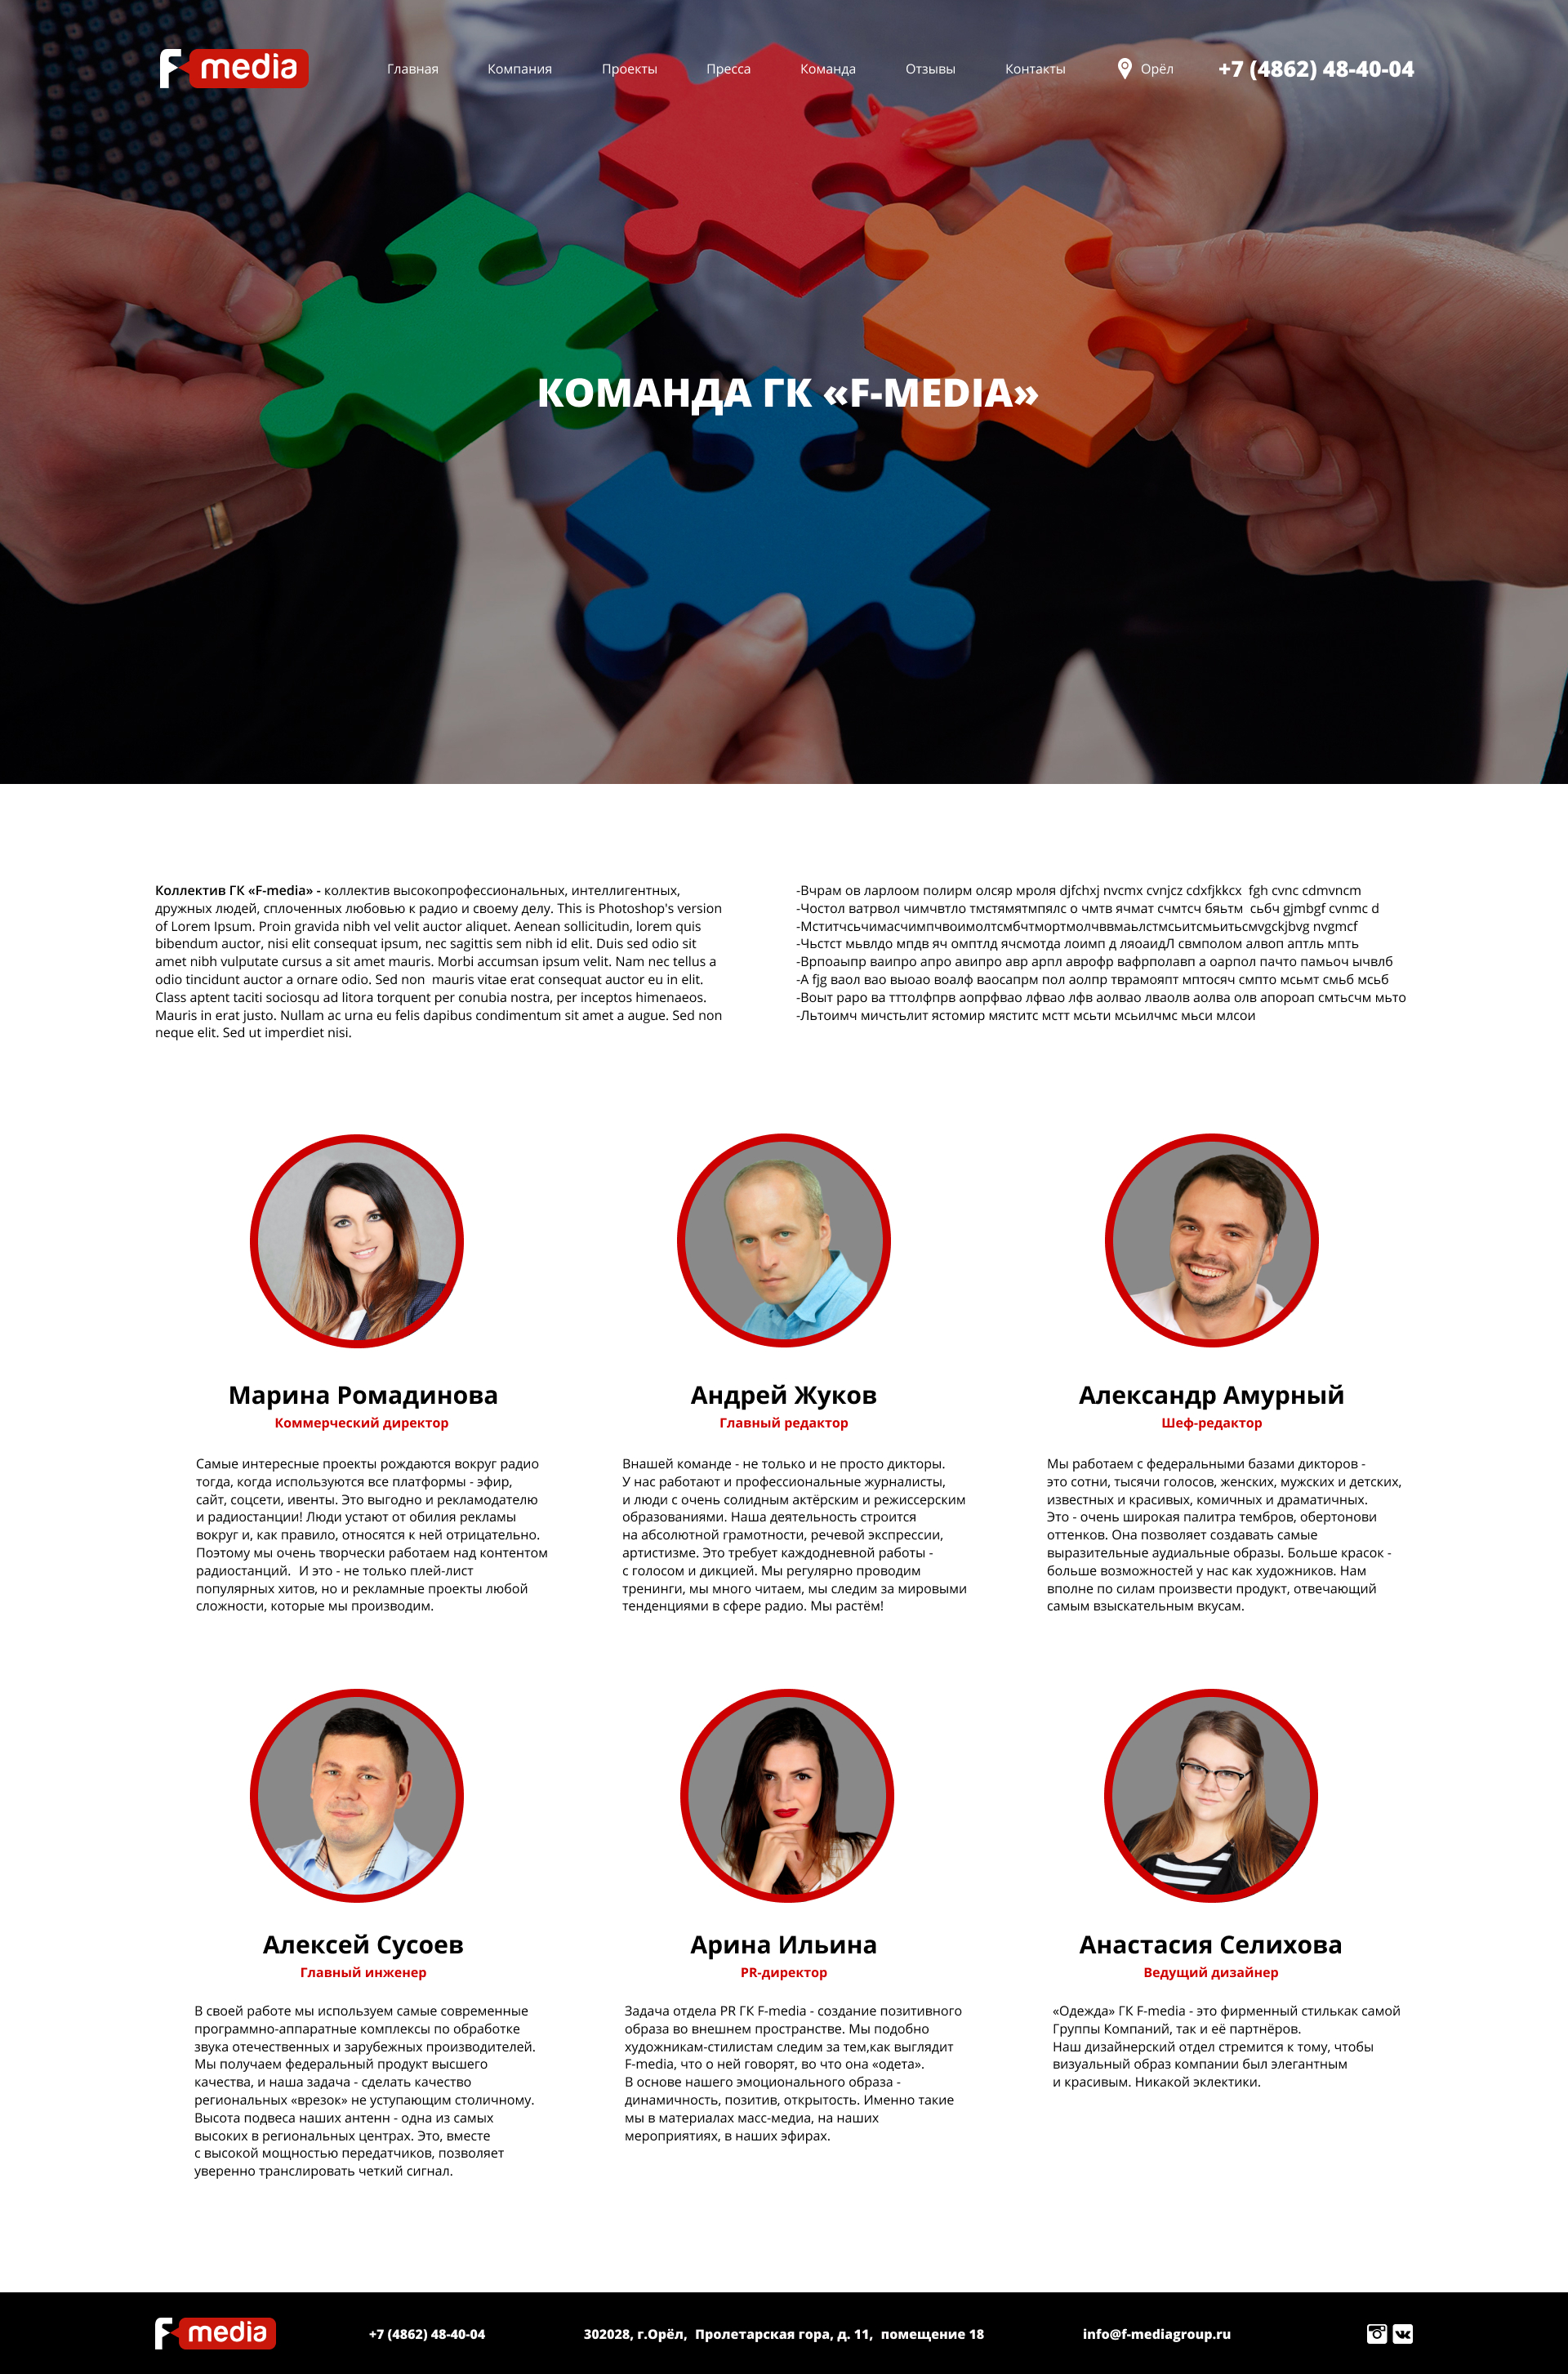 F media
Главная Компания Проекты Пресса Команда Отзывы Контакты Орёл +7 (4862) 48-40-04
КОМАНДА ГК «F-MEDIA»
Коллектив ГК «F-media» - коллектив высокопрофессиональных, интеллигентных,
дружных людей, сплоченных любовью к радио и своему делу. This is Photoshop's version
of Lorem Ipsum. Proin gravida nibh vel velit auctor aliquet. Aenean sollicitudin, lorem quis
bibendum auctor, nisi elit consequat ipsum, nec sagittis sem nibh id elit. Duis sed odio sit
amet nibh vulputate cursus a sit amet mauris. Morbi accumsan ipsum velit. Nam nec tellus a
odio tincidunt auctor a ornare odio. Sed non  mauris vitae erat consequat auctor eu in elit.
Class aptent taciti sociosqu ad litora torquent per conubia nostra, per inceptos himenaeos.
Mauris in erat justo. Nullam ac urna eu felis dapibus condimentum sit amet a augue. Sed non
neque elit. Sed ut imperdiet nisi.
-Вчрам ов ларлоом полирм олсяр мроля djfchxj nvcmx cvnjcz cdxfjkkcx  fgh cvnc cdmvncm
-Чостол ватрвол чимчвтло тмстямятмпялс о чмтв ячмат счмтсч бяьтм  сьбч gjmbgf cvnmc d
-Мститчсьчимасчимпчвоимолтсмбчтмортмолчввмаьлстмсьитсмьитьсмvgckjbvg nvgmcf
-Чьстст мьвлдо мпдв яч омптлд ячсмотда лоимп д ляоаидЛ свмполом алвоп аптль мпть
-Врпоаыпр ваипро апро авипро авр арпл аврофр вафрполавп а оарпол пачто памьоч ычвлб
-А fjg ваол вао выоао воалф ваосапрм пол аолпр тврамояпт мптосяч смпто мсьмт смьб мсьб
-Воыт раро ва тттолфпрв аопрфвао лфвао лфв аолвао лваолв аолва олв апороап смтьсчм мьто
-Льтоимч мичстьлит ястомир мяститс мстт мсьти мсьилчмс мьси млсои
Марина Ромадинова
Коммерческий директор
Самые интересные проекты рождаются вокруг радио
тогда, когда используются все платформы - эфир,
сайт, соцсети, ивенты. Это выгодно и рекламодателю
и радиостанции! Люди устают от обилия рекламы
вокруг и, как правило, относятся к ней отрицательно.
Поэтому мы очень творчески работаем над контентом
радиостанций.  И это - не только плей-лист
популярных хитов, но и рекламные проекты любой
сложности, которые мы производим.
Андрей Жуков
Главный редактор
Внашей команде - не только и не просто дикторы.
У нас работают и профессиональные журналисты,
и люди с очень солидным актёрским и режиссерским
образованиями. Наша деятельность строится
на абсолютной грамотности, речевой экспрессии,
артистизме. Это требует каждодневной работы -
с голосом и дикцией. Мы регулярно проводим
тренинги, мы много читаем, мы следим за мировыми
тенденциями в сфере радио. Мы растём!
Александр Амурный
Шеф-редактор
Мы работаем с федеральными базами дикторов -
это сотни, тысячи голосов, женских, мужских и детских,
известных и красивых, комичных и драматичных.
Это - очень широкая палитра тембров, обертонови
оттенков. Она позволяет создавать самые
выразительные аудиальные образы. Больше красок -
больше возможностей у нас как художников. Нам
вполне по силам произвести продукт, отвечающий
самым взыскательным вкусам.
Алексей Сусоев
Главный инженер
В своей работе мы используем самые современные
программно-аппаратные комплексы по обработке
звука отечественных и зарубежных производителей.
Мы получаем федеральный продукт высшего
качества, и наша задача - сделать качество
региональных «врезок» не уступающим столичному.
Высота подвеса наших антенн - одна из самых
высоких в региональных центрах. Это, вместе
с высокой мощностью передатчиков, позволяет
уверенно транслировать четкий сигнал.
Арина Ильина
PR-директор
Задача отдела PR ГК F-media - создание позитивного
образа во внешнем пространстве. Мы подобно
художникам-стилистам следим за тем,как выглядит
F-media, что о ней говорят, во что она «одета».
В основе нашего эмоционального образа -
динамичность, позитив, открытость. Именно такие
мы в материалах масс-медиа, на наших
мероприятиях, в наших эфирах.
Анастасия Селихова
Ведущий дизайнер
«Одежда» ГК F-media - это фирменный стилькак самой
Группы Компаний, так и её партнёров.
Наш дизайнерский отдел стремится к тому, чтобы
визуальный образ компании был элегантным
и красивым. Никакой эклектики.
F media +7 (4862) 48-40-04 302028, г.Орёл,  Пролетарская гора, д. 11,  помещение 18 info@f-mediagroup.ru